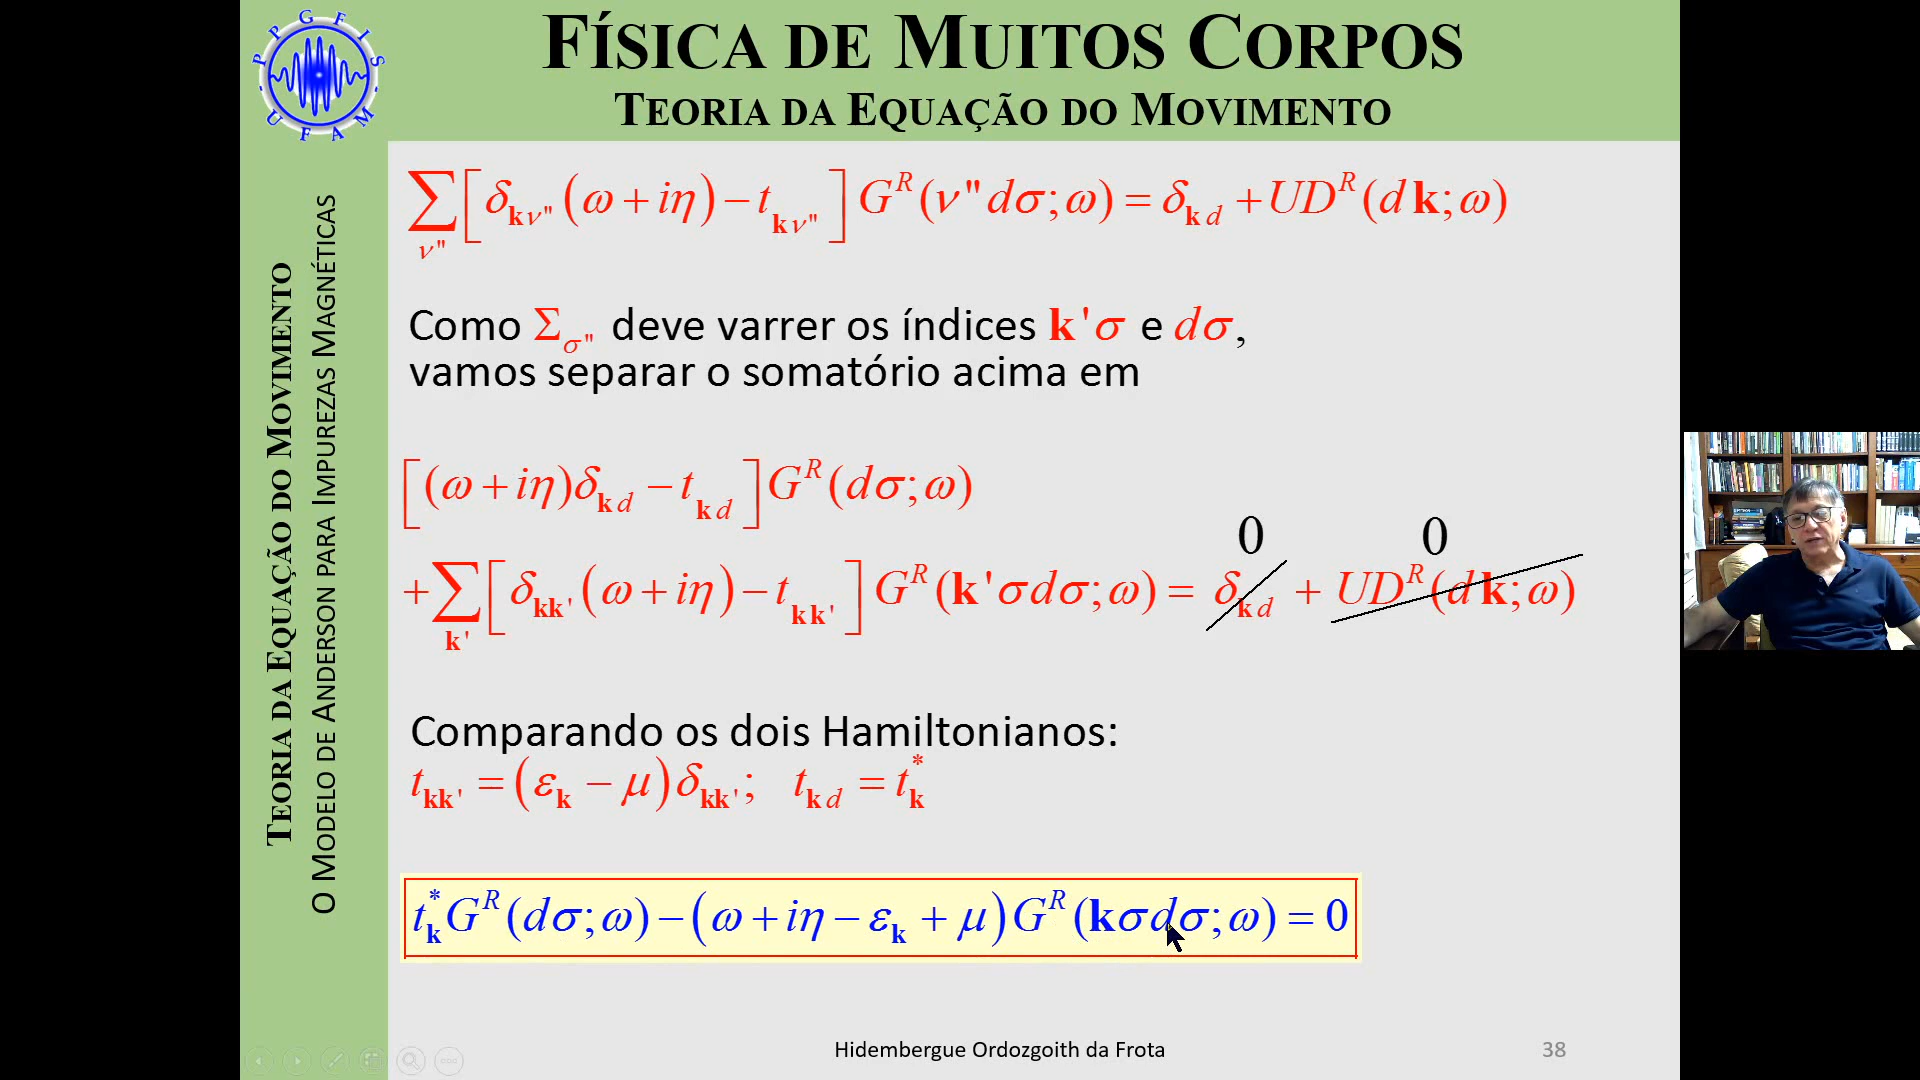 PPGFIS - UFAM -
FÍSICA DE MUITOS CORPOS
TEORIA DA EQUAÇÃO DO MOVIMENTO
TEORIA DA EQUAÇÃO DO MOVIMENTO
O MODELO DE ANDERSON PARA IMPUREZAS MAGNÉTICAS
∑_{ν''} [δ_{kν''}(ω + iη) − t_{kν''}] G^R(ν''dσ;ω) = δ_{kd} + UD^R(dk;ω)
Como Σ_{σ''} deve varrer os índices k'σ e dσ,
vamos separar o somatório acima em
[(ω + iη)δ_{kd} − t_{kd}] G^R(dσ;ω)
0 0
+∑_{k'} [δ_{kk'}(ω + iη) − t_{kk'}] G^R(k'σdσ;ω) = δ_{kd} + UD^R(dk;ω)
Comparando os dois Hamiltonianos:
t_{kk'} = (ε_k − μ)δ_{kk'}; t_{kd} = t_k^*
t_k^* G^R(dσ;ω) − (ω + iη − ε_k + μ) G^R(kσdσ;ω) = 0
Hidembergue Ordozgoith da Frota
38